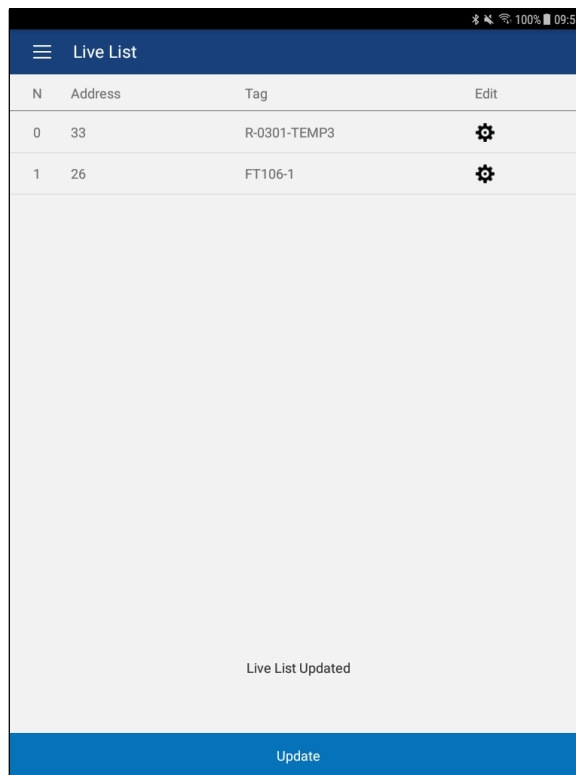 100% 09:5
Live List
N Address Tag Edit
0 33 R-0301-TEMP3
1 26 FT106-1
Live List Updated
Update